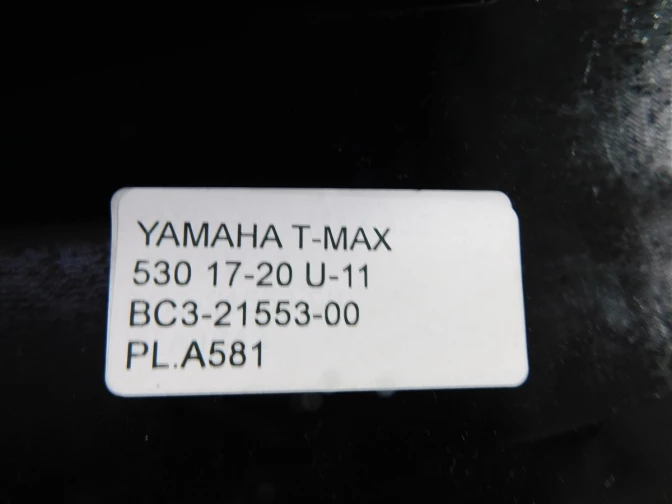 YAMAHA T-MAX
530 17-20 U-11
BC3-21553-00
PL.A581